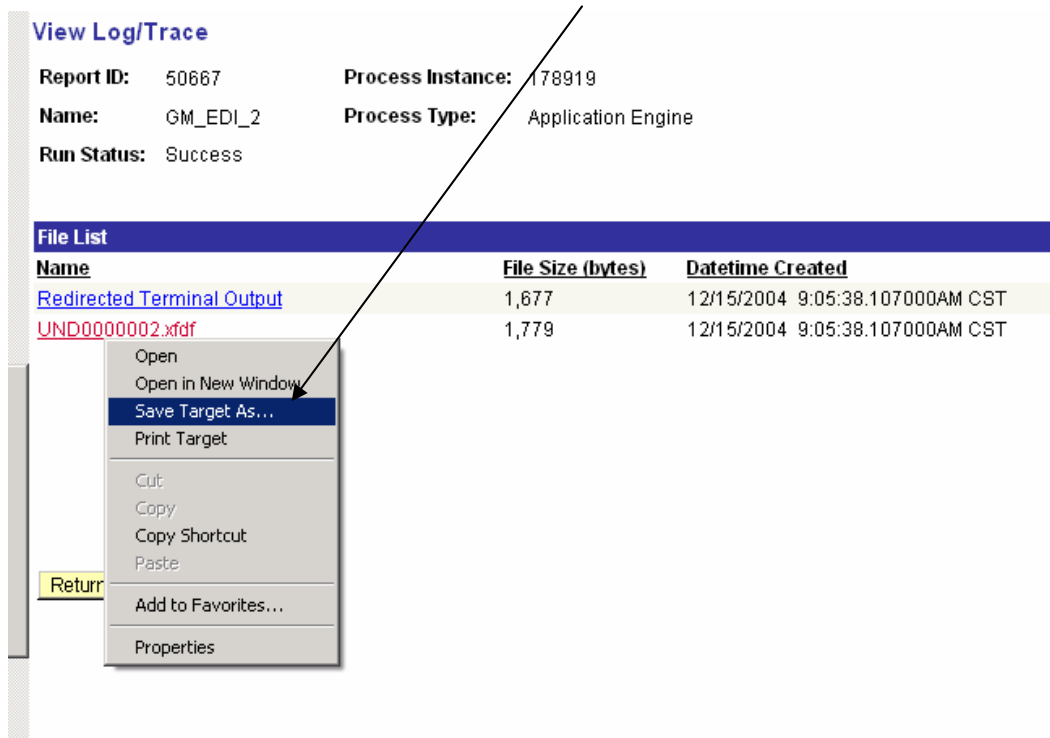 View Log/Trace
Report ID: 50667 Process Instance: 178919
Name: GM_EDI_2 Process Type: Application Engine
Run Status: Success
File List
Name File Size (bytes) Datetime Created
Redirected Terminal Output 1,677 12/15/2004 9:05:38.107000AM CST
UND0000002.xfdf 1,779 12/15/2004 9:05:38.107000AM CST
Open
Open in New Window
Save Target As...
Print Target
Cut
Copy
Copy Shortcut
Paste
Return
Add to Favorites...
Properties